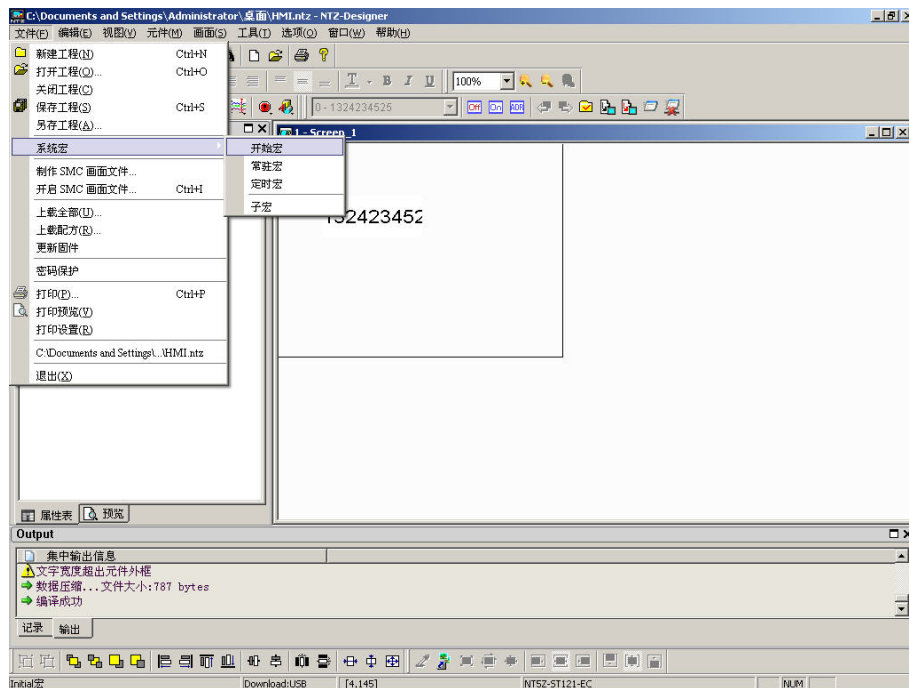 C:\Documents and Settings\Administrator\桌面\HMI.ntz - NTZ-Designer
文件(F) 编辑(E) 视图(V) 元件(M) 画面(S) 工具(T) 选项(O) 窗口(W) 帮助(H)
新建工程(N) Ctrl+N
打开工程(O)... Ctrl+O
关闭工程(C)
保存工程(S) Ctrl+S
另存工程(A)...
系统宏
制作 SMC 画面文件...
开启 SMC 画面文件... Ctrl+I
上载全部(U)...
上载配方(R)...
更新固件
密码保护
打印(P)... Ctrl+P
打印预览(V)
打印设置(R)
C:\Documents and Settings\...\HMI.ntz
退出(X)
开始宏
常驻宏
定时宏
子宏
B I U 100%
0 - 1324234525
Off On ADR
1 - Screen_1
132423452
属性表 预览
Output
集中输出信息
文字宽度超出元件外框
数据压缩...文件大小:787 bytes
编译成功
记录 输出
Initial宏 Download:USB [4,145] NT5Z-ST121-EC NUM